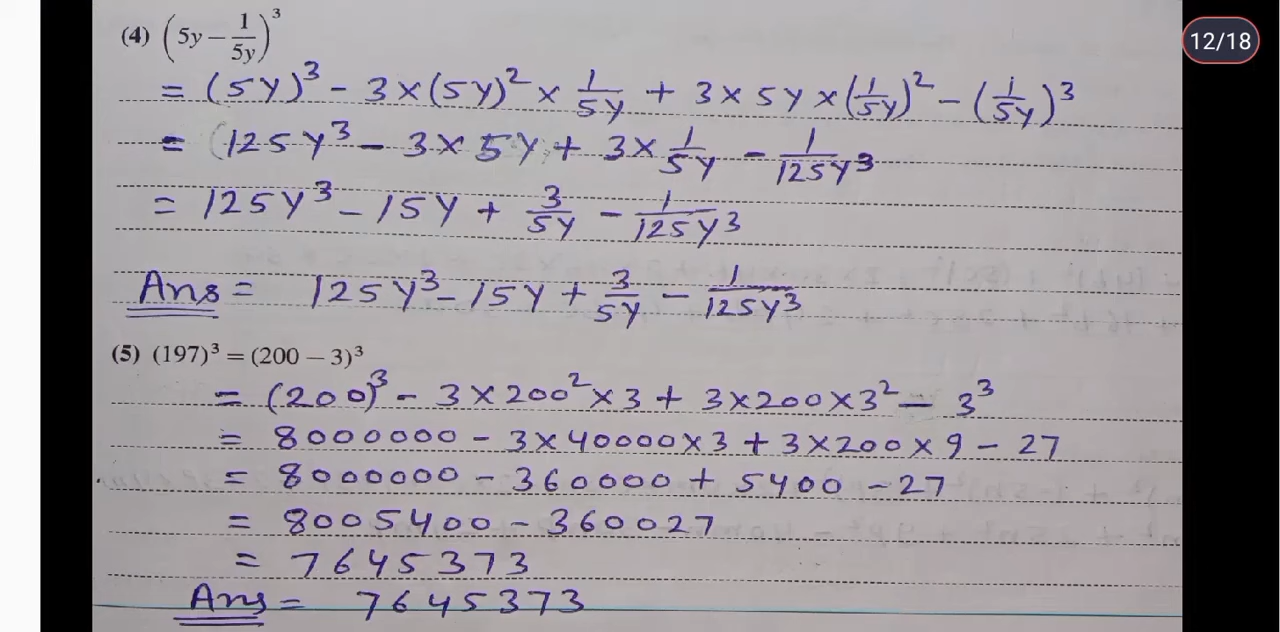 12/18
(4) (5y − 1/5y)³
= (5Y)³ − 3×(5Y)² × 1/5Y + 3×5Y×(1/5Y)² − (1/5Y)³
= (125Y³ − 3×5Y + 3×1/5Y − 1/125Y³
= 125Y³ − 15Y + 3/5Y − 1/125Y³
Ans = 125Y³ − 15Y + 3/5Y − 1/125Y³
(5) (197)³ = (200 − 3)³
= (200)³ − 3×200²×3 + 3×200×3² − 3³
= 8000000 − 3×40000×3 + 3×200×9 − 27
= 8000000 − 360000 + 5400 − 27
= 8005400 − 360027
= 7645373
Ans = 7645373